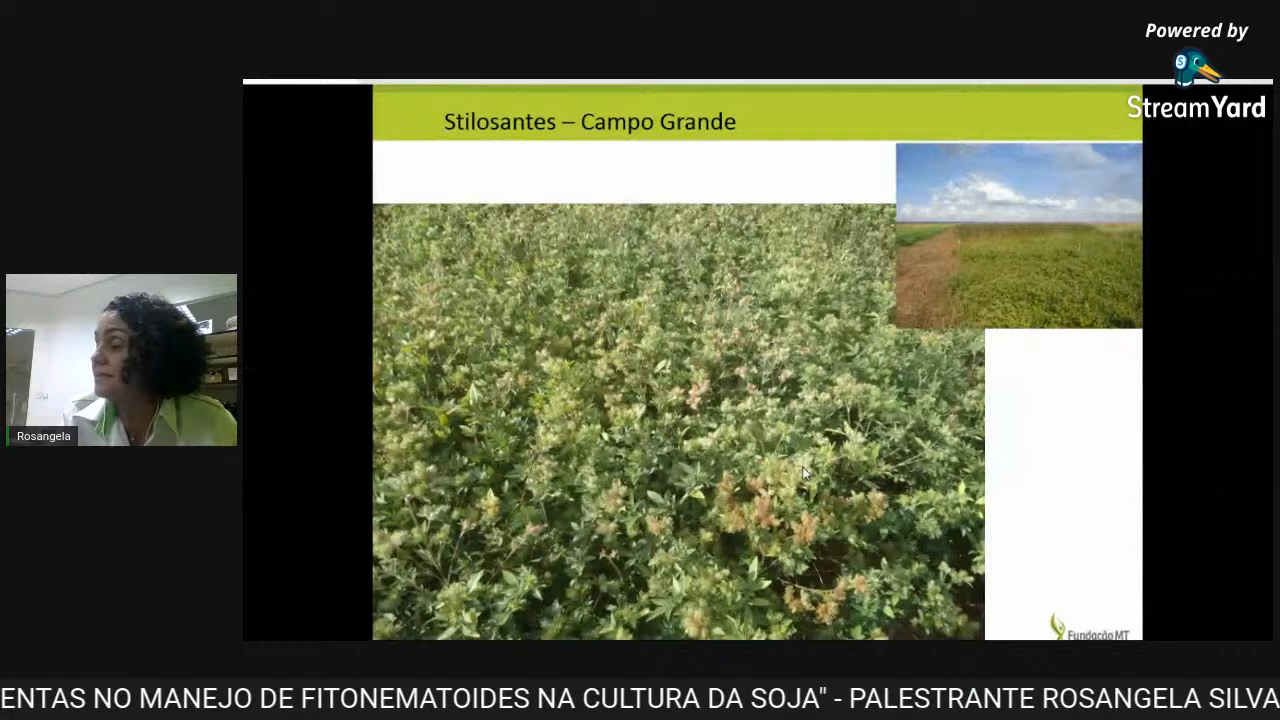 Powered by
StreamYard
Stilosantes – Campo Grande
Rosangela
Fundação MT
ENTAS NO MANEJO DE FITONEMATOIDES NA CULTURA DA SOJA" - PALESTRANTE ROSANGELA SILVA